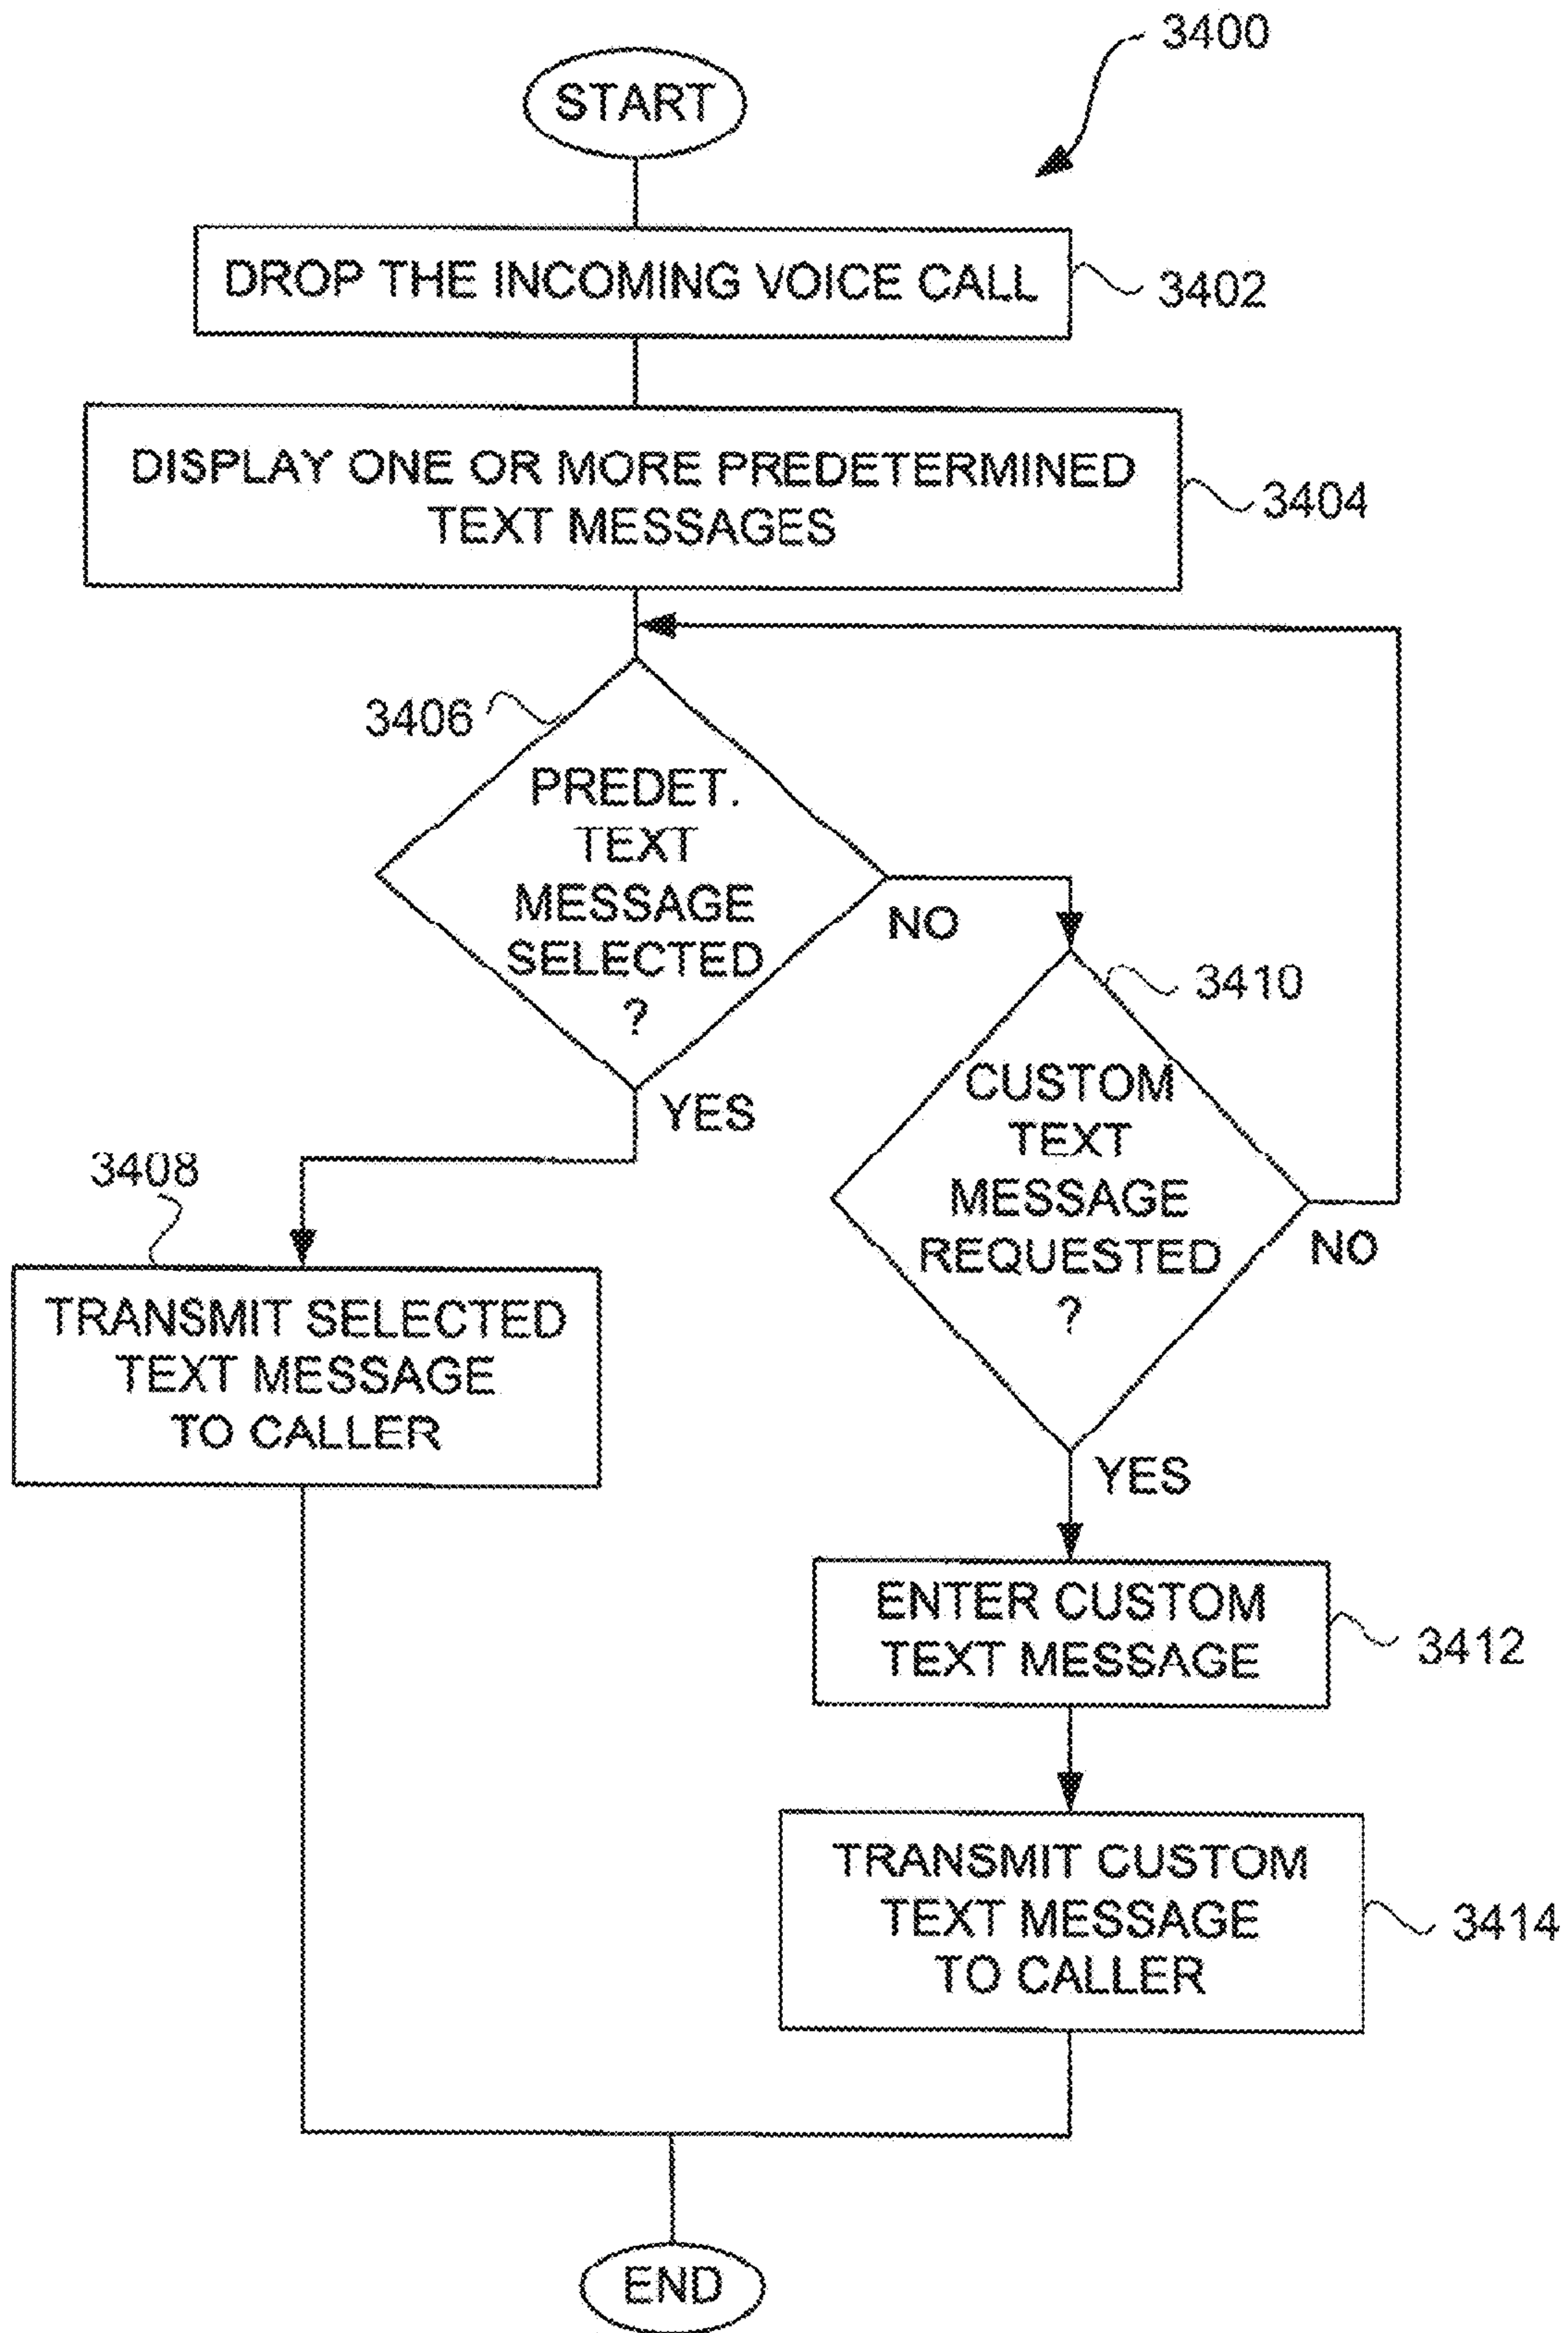 3400
START
DROP THE INCOMING VOICE CALL
3402
DISPLAY ONE OR MORE PREDETERMINED
TEXT MESSAGES
3404
3406
PREDET.
TEXT
MESSAGE
SELECTED
?
NO
YES
3410
CUSTOM
TEXT
MESSAGE
REQUESTED
?
NO
YES
3408
TRANSMIT SELECTED
TEXT MESSAGE
TO CALLER
ENTER CUSTOM
TEXT MESSAGE
3412
TRANSMIT CUSTOM
TEXT MESSAGE
TO CALLER
3414
END